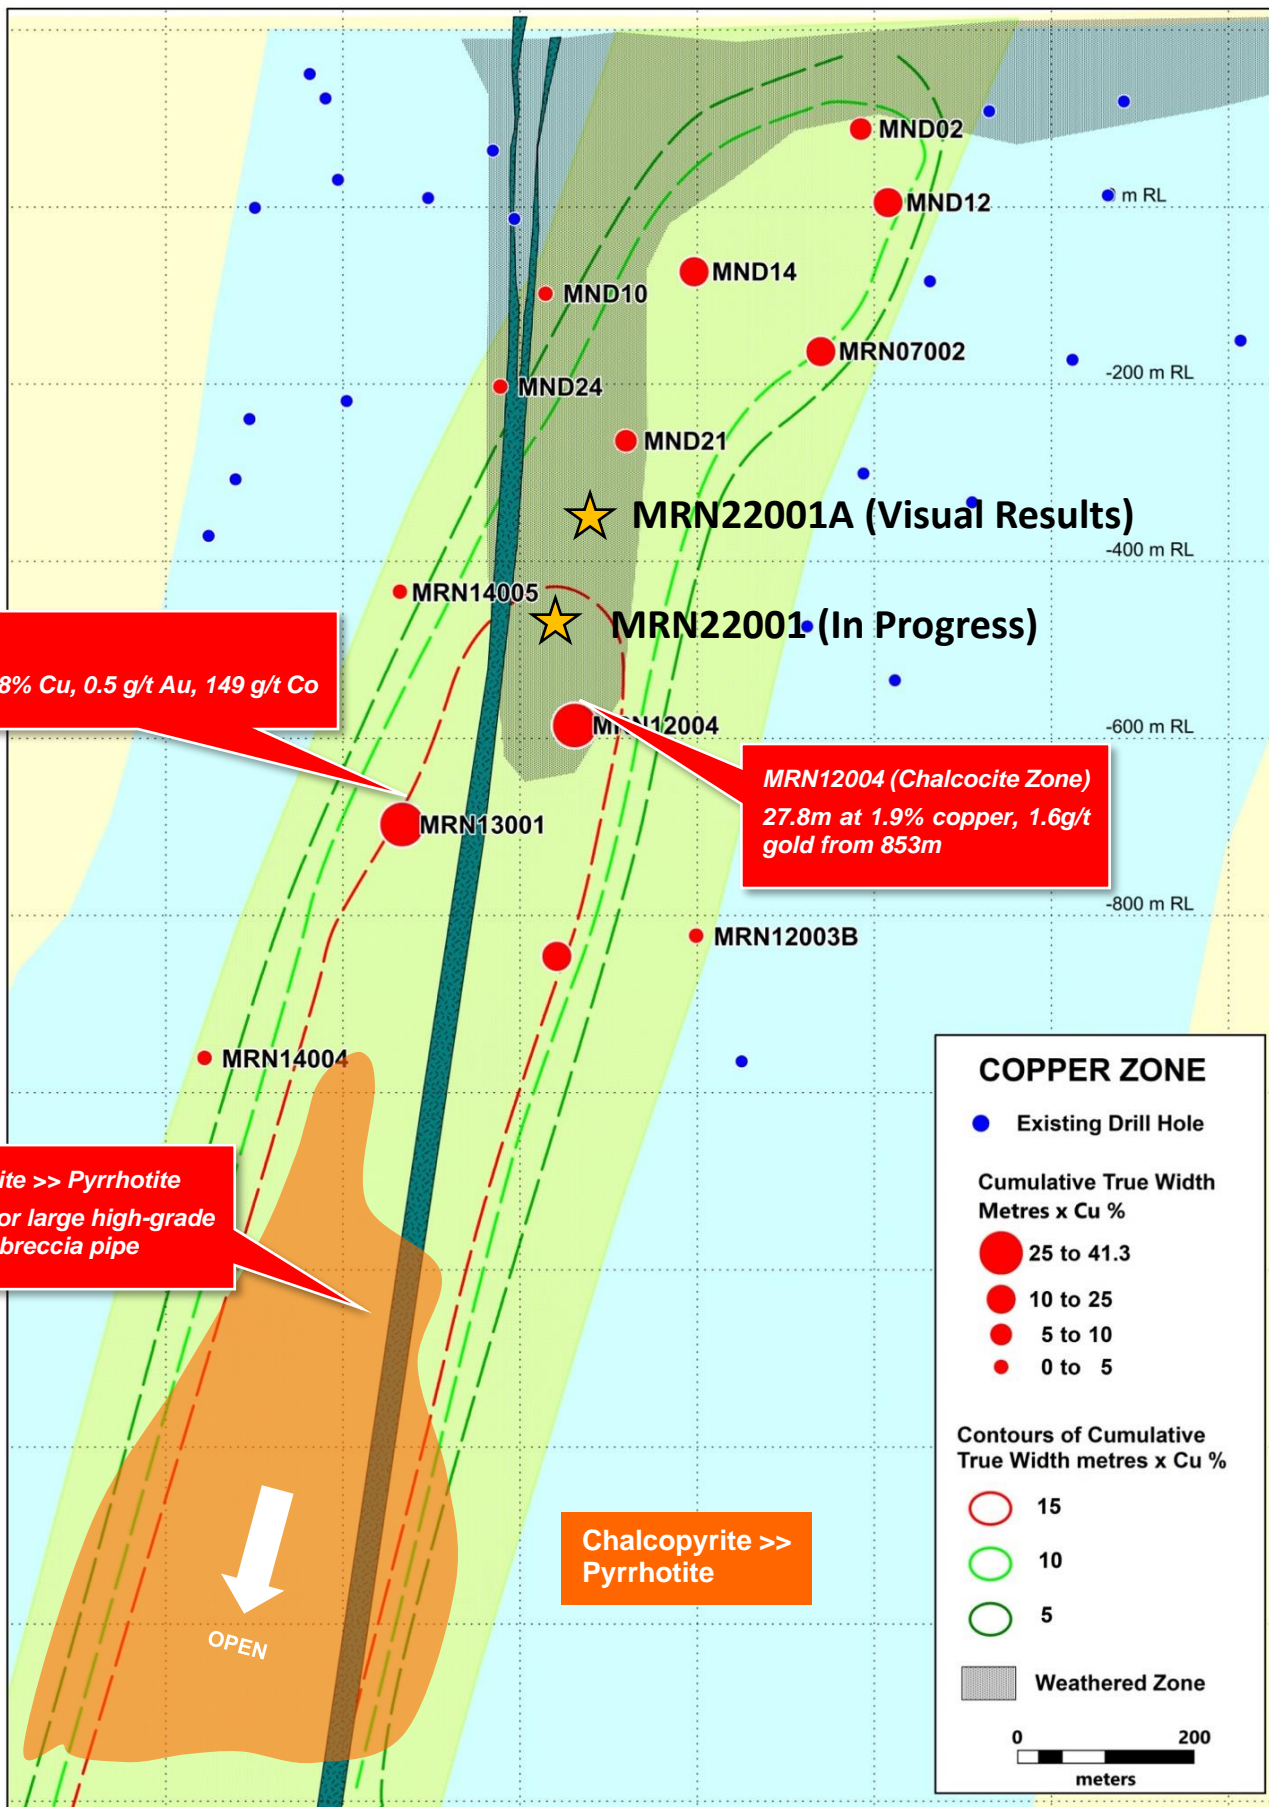 MND02
0 m RL
MND12
MND14
MND10
MRN07002
-200 m RL
MND24
MND21
MRN22001A (Visual Results)
-400 m RL
MRN14005
MRN22001 (In Progress)
8% Cu, 0.5 g/t Au, 149 g/t Co
MRN12004
-600 m RL
MRN12004 (Chalcocite Zone)
27.8m at 1.9% copper, 1.6g/t
gold from 853m
MRN13001
-800 m RL
MRN12003B
MRN14004
ite >> Pyrrhotite
or large high-grade
breccia pipe
Chalcopyrite >>
Pyrrhotite
OPEN
COPPER ZONE
Existing Drill Hole
Cumulative True Width
Metres x Cu %
25 to 41.3
10 to 25
5 to 10
0 to 5
Contours of Cumulative
True Width metres x Cu %
15
10
5
Weathered Zone
0 200
meters